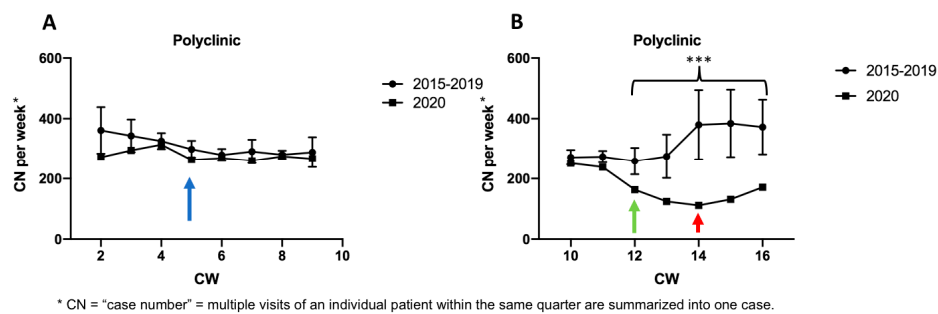 A
Polyclinic
600
400
200
0
CN per week*
2 4 6 8 10
CW
2015-2019
2020
B
Polyclinic
***
600
400
200
0
CN per week*
10 12 14 16
CW
2015-2019
2020
* CN = “case number” = multiple visits of an individual patient within the same quarter are summarized into one case.